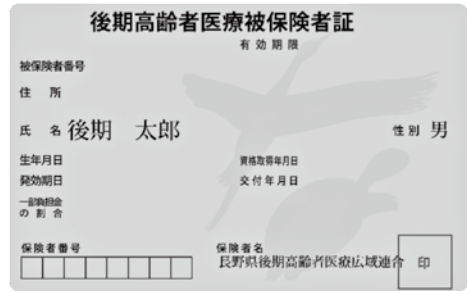 後期高齢者医療被保険者証
有効期限
被保険者番号
住 所
氏 名 後期 太郎 性別 男
生年月日 資格取得年月日
発効期日 交付年月日
一部負担金
の 割 合
保険者番号 保険者名
長野県後期高齢者医療広域連合 印